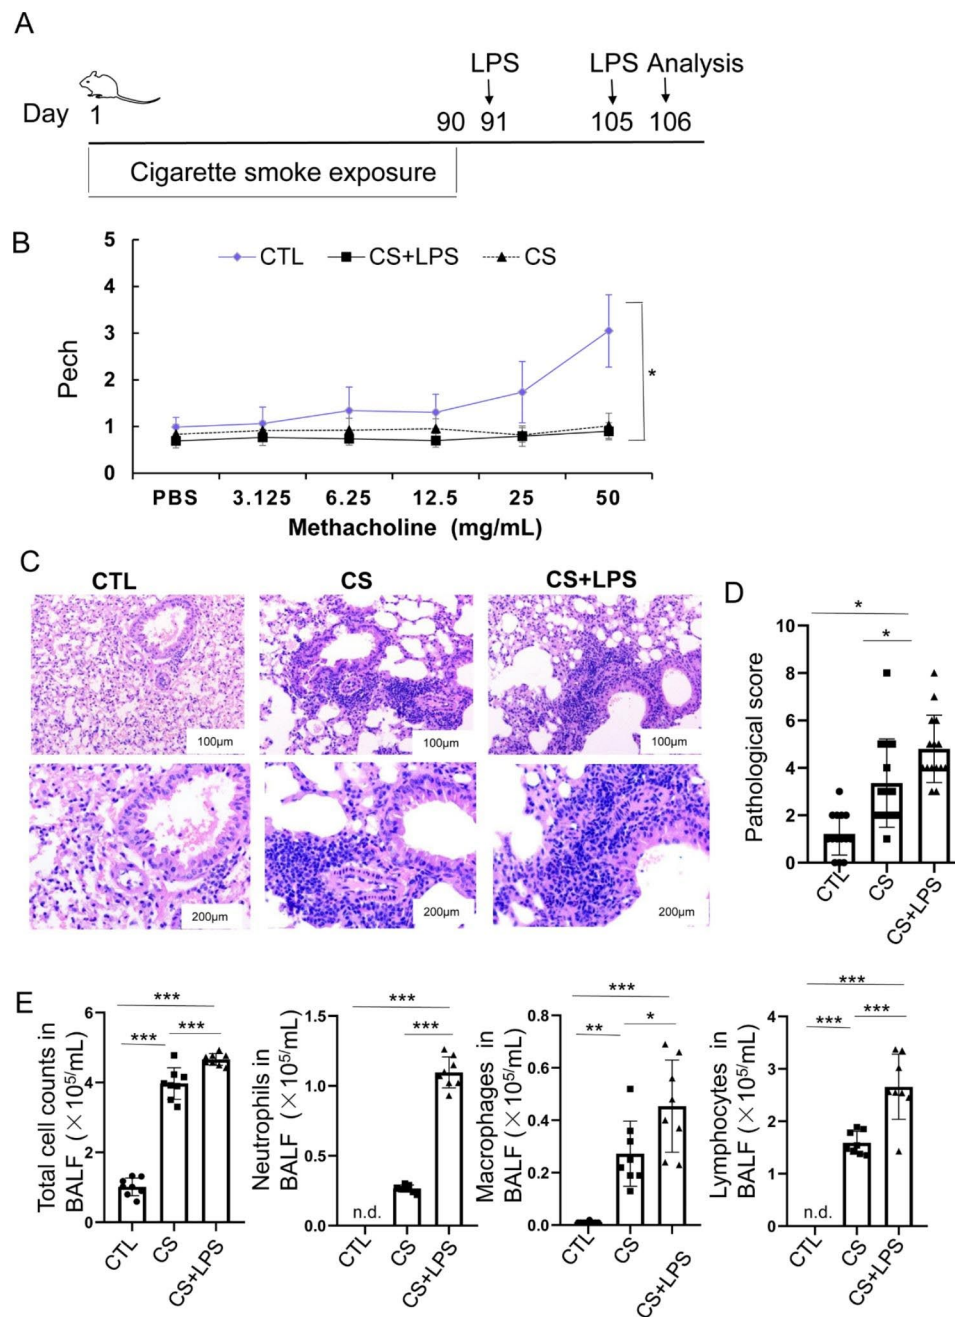 A
LPS LPS Analysis
Day 1 90 91 105 106
Cigarette smoke exposure
B
5
4
3
2
1
0
Pech
CTL CS+LPS CS
*
PBS 3.125 6.25 12.5 25 50
Methacholine (mg/mL)
C
CTL CS CS+LPS
100μm 100μm 100μm
200μm 200μm 200μm
D
*
*
Pathological score
10
8
6
4
2
0
CTL CS CS+LPS
E
Total cell counts in
BALF (×10⁵/mL)
6
4
2
0
***
*** ***
CTL CS CS+LPS
Neutrophils in
BALF (×10⁵/mL)
1.5
1.0
0.5
0.0
***
***
n.d.
CTL CS CS+LPS
Macrophages in
BALF (×10⁵/mL)
0.8
0.6
0.4
0.2
0.0
***
** *
CTL CS CS+LPS
Lymphocytes in
BALF (×10⁵/mL)
4
3
2
1
0
***
*** ***
n.d.
CTL CS CS+LPS